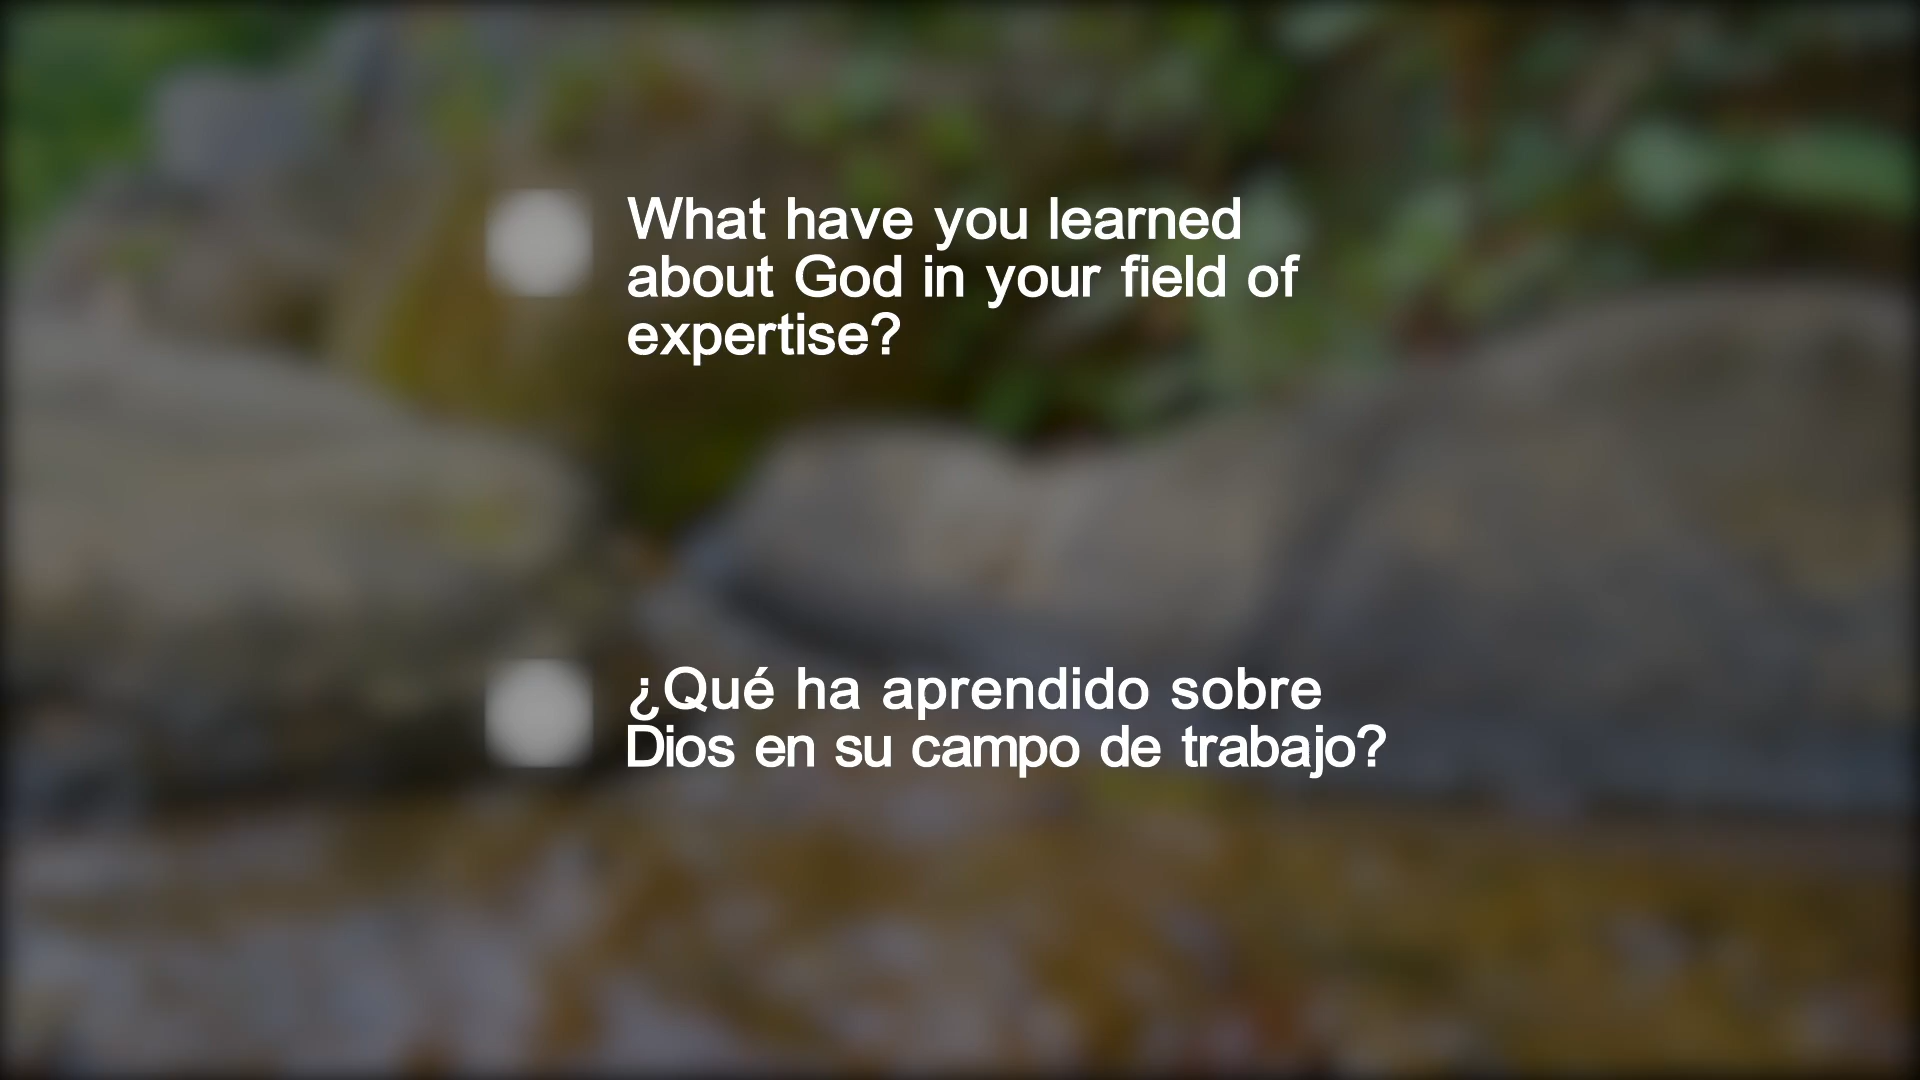 What have you learned
about God in your field of
expertise?
¿Qué ha aprendido sobre
Dios en su campo de trabajo?